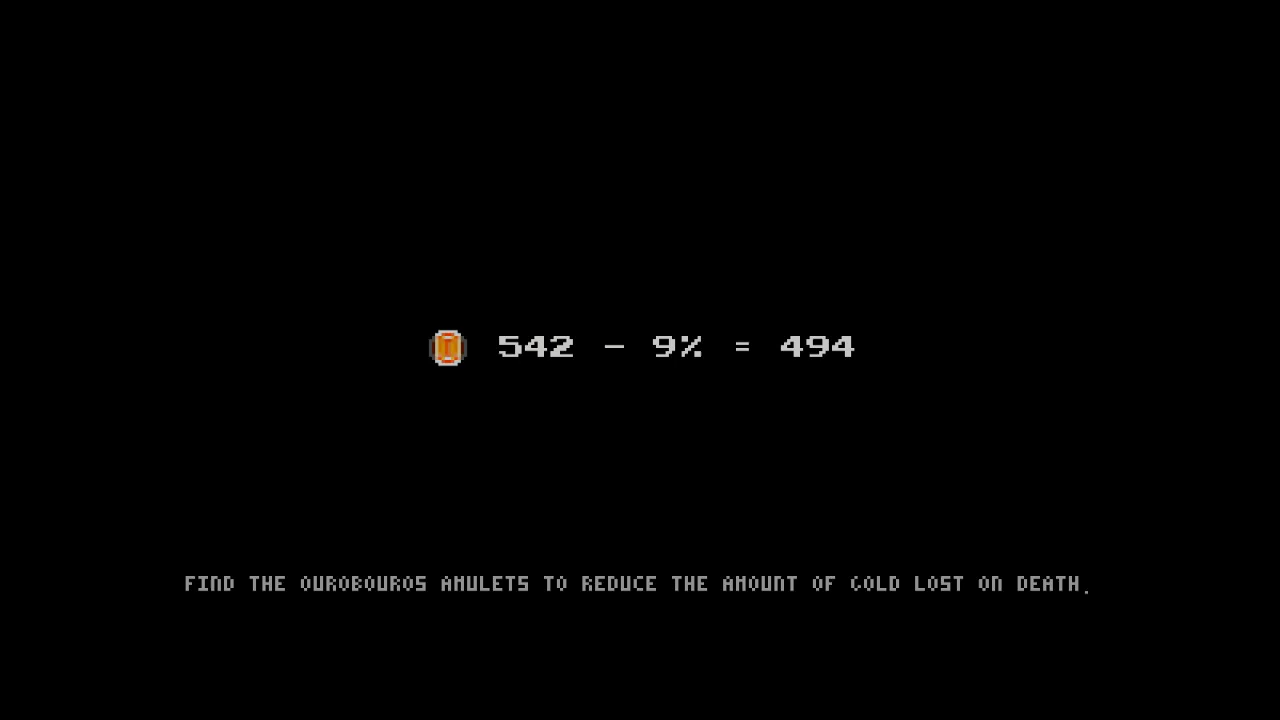 542 - 9% = 494
FIND THE OUROBOUROS AMULETS TO REDUCE THE AMOUNT OF GOLD LOST ON DEATH.